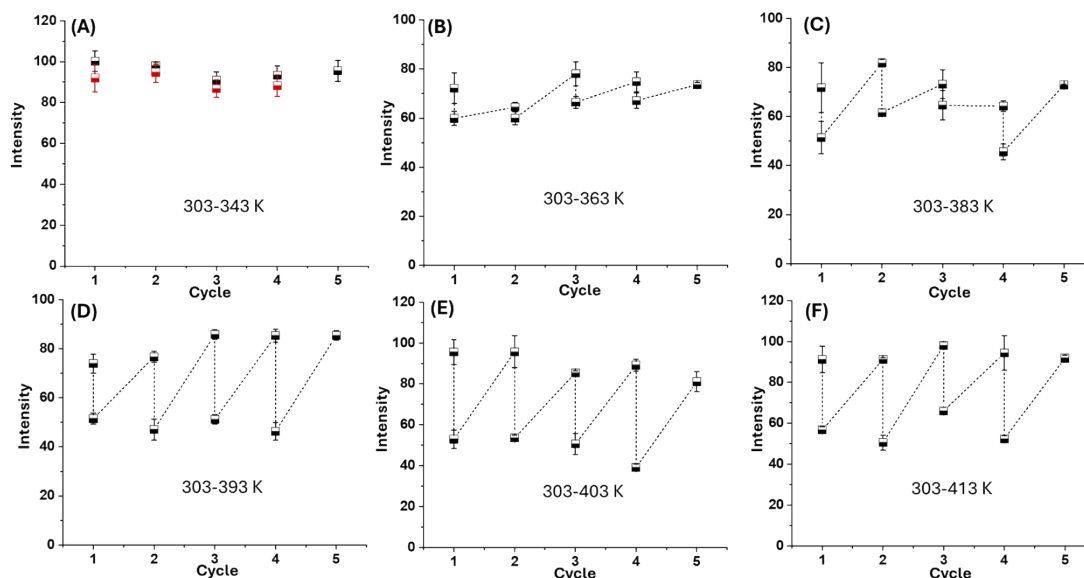 (A)
120
100
80
60
40
20
0
Intensity
303-343 K
1 2 3 4 5
Cycle
(B)
100
80
60
40
20
0
Intensity
303-363 K
1 2 3 4 5
Cycle
(C)
100
80
60
40
20
0
Intensity
303-383 K
1 2 3 4 5
Cycle
(D)
100
80
60
40
20
0
Intensity
303-393 K
1 2 3 4 5
Cycle
(E)
120
100
80
60
40
20
0
Intensity
303-403 K
1 2 3 4 5
Cycle
(F)
120
100
80
60
40
20
0
Intensity
303-413 K
1 2 3 4 5
Cycle